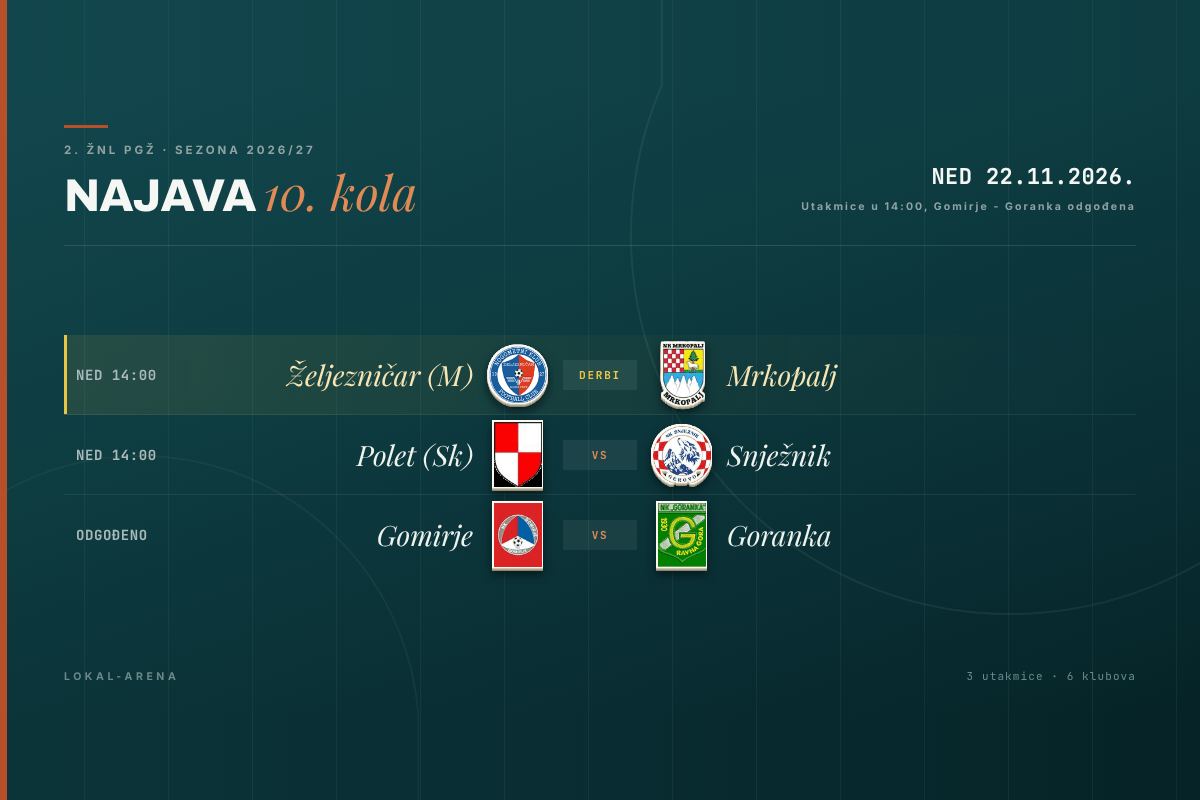 2. ŽNL PGŽ · SEZONA 2026/27
NAJAVA 10. kola
NED 22.11.2026.
Utakmice u 14:00, Gomirje - Goranka odgođena
NED 14:00
Željezničar (M)
DERBI
NK MRKOPALJ
MRKOPALJ
Mrkopalj
NED 14:00
Polet (Sk)
VS
Snježnik
ODGOĐENO
Gomirje
VS
NK "GORANKA"
1930
G
RAVNA GORA
Goranka
LOKAL-ARENA
3 utakmice · 6 klubova